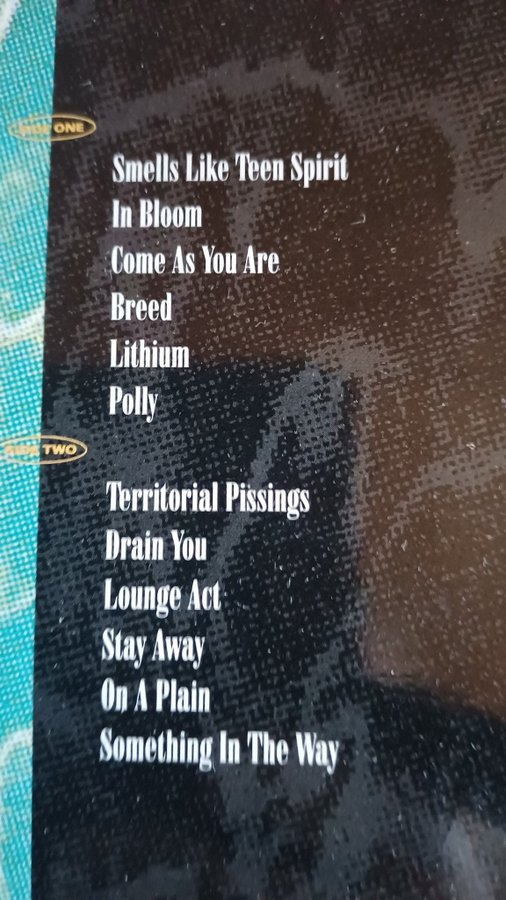 SIDE ONE
Smells Like Teen Spirit
In Bloom
Come As You Are
Breed
Lithium
Polly
SIDE TWO
Territorial Pissings
Drain You
Lounge Act
Stay Away
On A Plain
Something In The Way